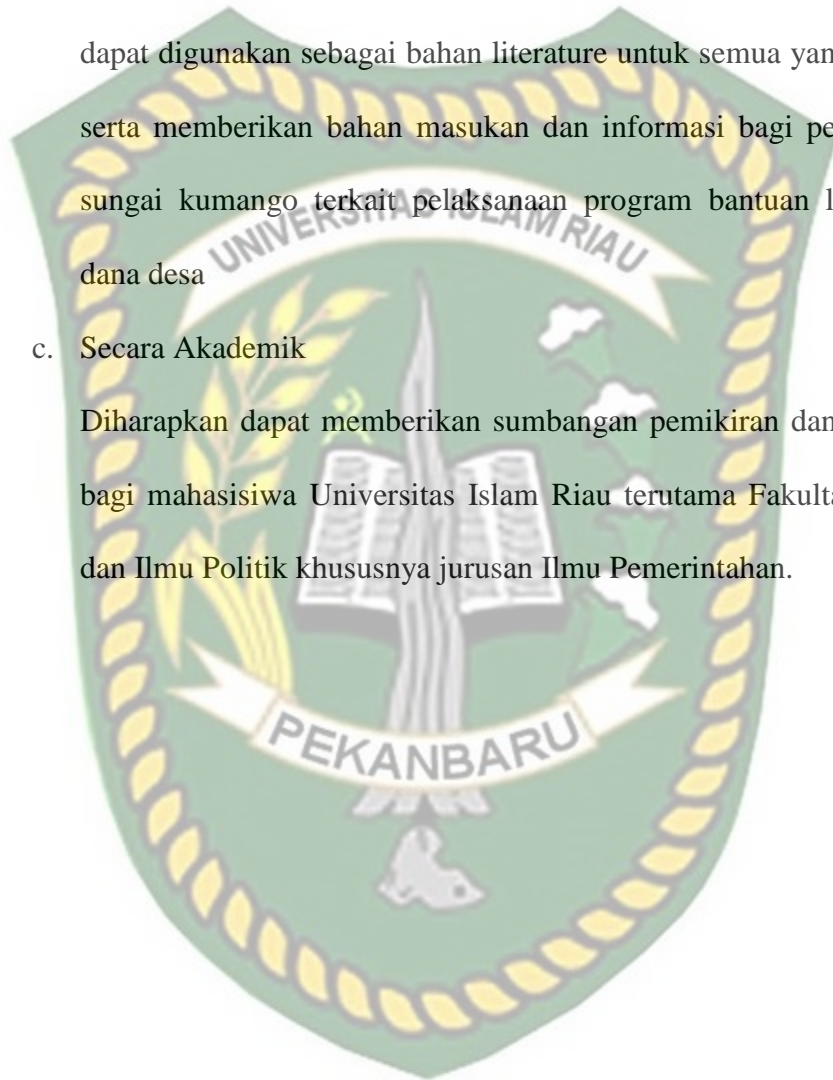 dapat digunakan sebagai bahan literature untuk semua yan
serta memberikan bahan masukan dan informasi bagi pe
sungai kumango terkait pelaksanaan program bantuan l
UNIVERSITAS ISLAM RIAU
dana desa
c. Secara Akademik
Diharapkan dapat memberikan sumbangan pemikiran dan
bagi mahasisiwa Universitas Islam Riau terutama Fakulta
dan Ilmu Politik khususnya jurusan Ilmu Pemerintahan.
PEKANBARU